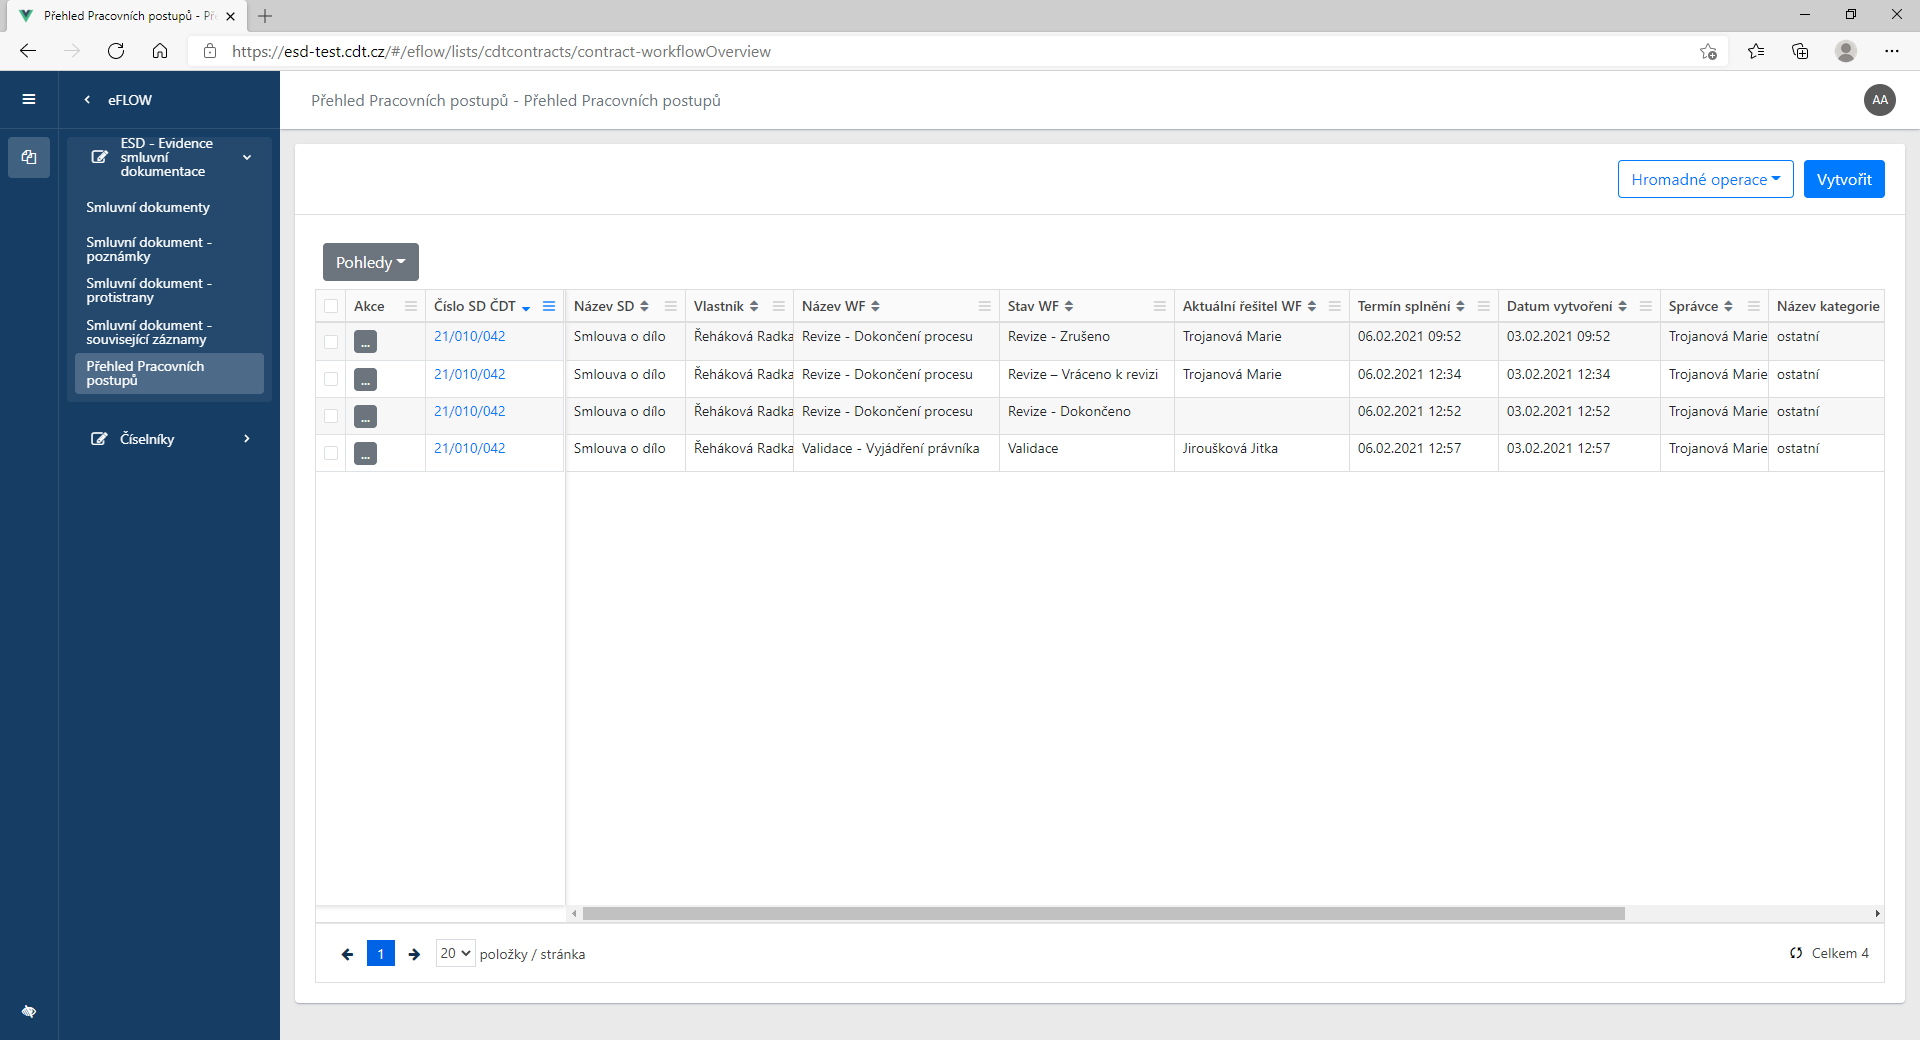 Přehled Pracovních postupů - Př
https://esd-test.cdt.cz/#/eflow/lists/cdtcontracts/contract-workflowOverview
eFLOW
Přehled Pracovních postupů - Přehled Pracovních postupů
AA
ESD - Evidence
smluvní
dokumentace
Smluvní dokumenty
Smluvní dokument -
poznámky
Smluvní dokument -
protistrany
Smluvní dokument -
související záznamy
Přehled Pracovních
postupů
Číselníky
Hromadné operace
Vytvořit
Pohledy
Akce Číslo SD ČDT Název SD Vlastník Název WF Stav WF Aktuální řešitel WF Termín splnění Datum vytvoření Správce Název kategorie
... 21/010/042 Smlouva o dílo Řeháková Radka Revize - Dokončení procesu Revize - Zrušeno Trojanová Marie 06.02.2021 09:52 03.02.2021 09:52 Trojanová Marie ostatní
... 21/010/042 Smlouva o dílo Řeháková Radka Revize - Dokončení procesu Revize – Vráceno k revizi Trojanová Marie 06.02.2021 12:34 03.02.2021 12:34 Trojanová Marie ostatní
... 21/010/042 Smlouva o dílo Řeháková Radka Revize - Dokončení procesu Revize - Dokončeno 06.02.2021 12:52 03.02.2021 12:52 Trojanová Marie ostatní
... 21/010/042 Smlouva o dílo Řeháková Radka Validace - Vyjádření právníka Validace Jiroušková Jitka 06.02.2021 12:57 03.02.2021 12:57 Trojanová Marie ostatní
1 20 položky / stránka Celkem 4